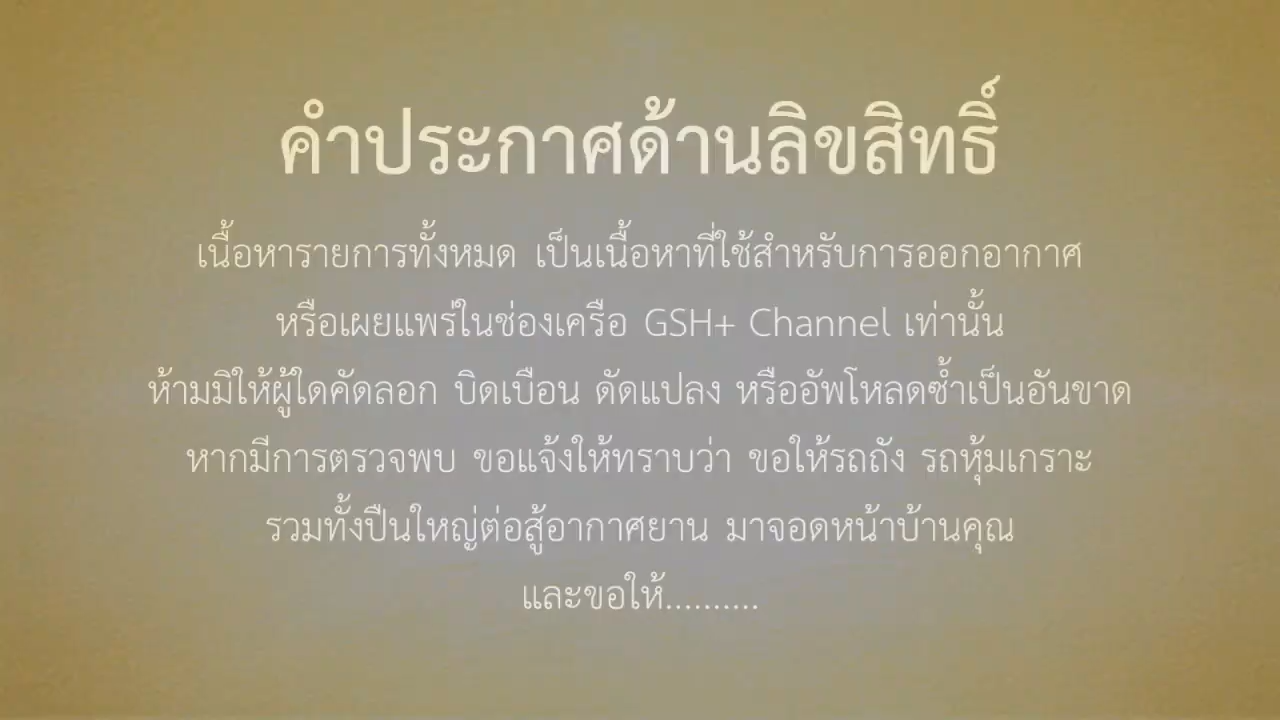 คำประกาศด้านลิขสิทธิ์
เนื้อหารายการทั้งหมด เป็นเนื้อหาที่ใช้สำหรับการออกอากาศ
หรือเผยแพร่ในช่องเครือ GSH+ Channel เท่านั้น
ห้ามมิให้ผู้ใดคัดลอก บิดเบือน ดัดแปลง หรืออัพโหลดซ้ำเป็นอันขาด
หากมีการตรวจพบ ขอแจ้งให้ทราบว่า ขอให้รถถัง รถหุ้มเกราะ
รวมทั้งปืนใหญ่ต่อสู้อากาศยาน มาจอดหน้าบ้านคุณ
และขอให้..........